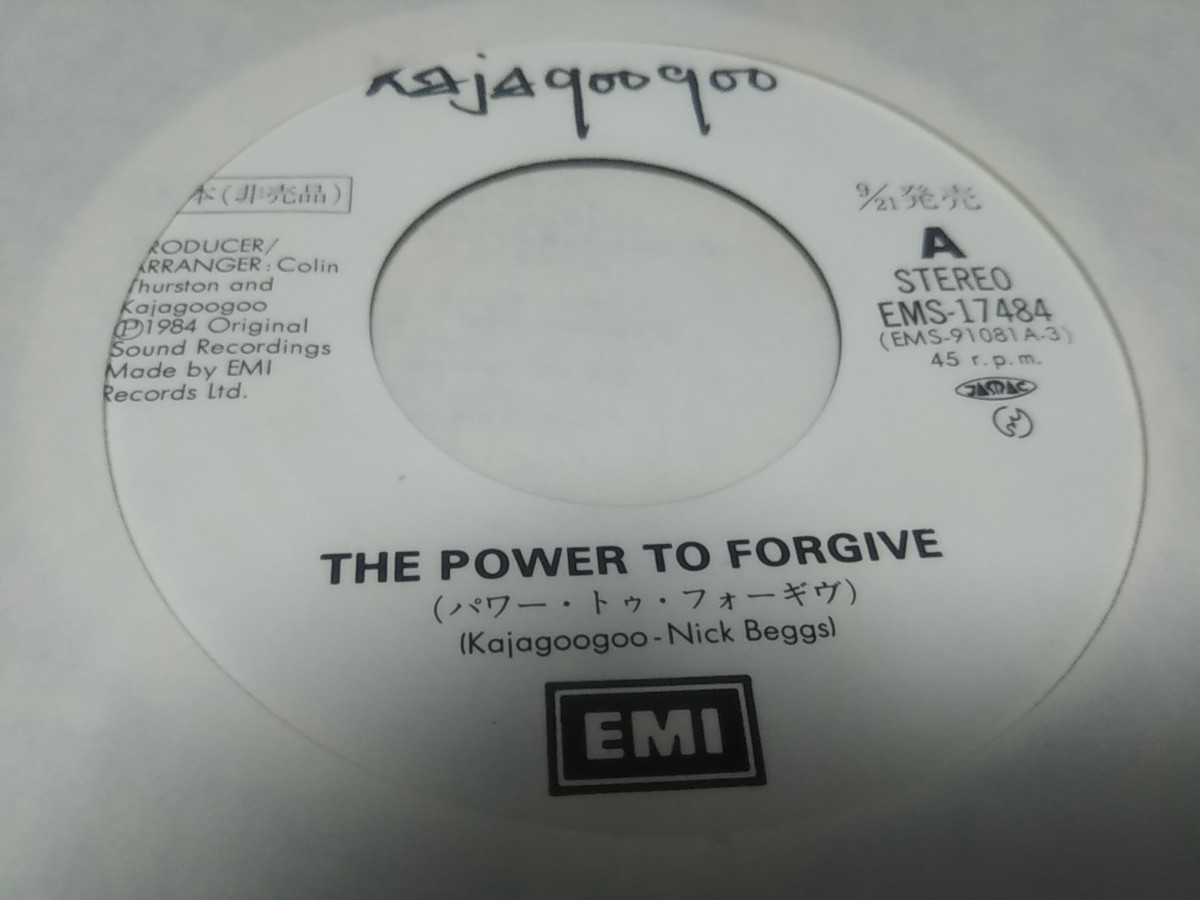 kajagoogoo
本(非売品)
RODUCER/
RRANGER: Colin
Thurston and
Kajagoogoo
Ⓟ1984 Original
Sound Recordings
Made by EMI
Records Ltd.
9/21発売
A
STEREO
EMS-17484
(EMS-91081A-3)
45 r.p.m.
JASRAC
THE POWER TO FORGIVE
(パワー・トゥ・フォーギヴ)
(Kajagoogoo-Nick Beggs)
EMI